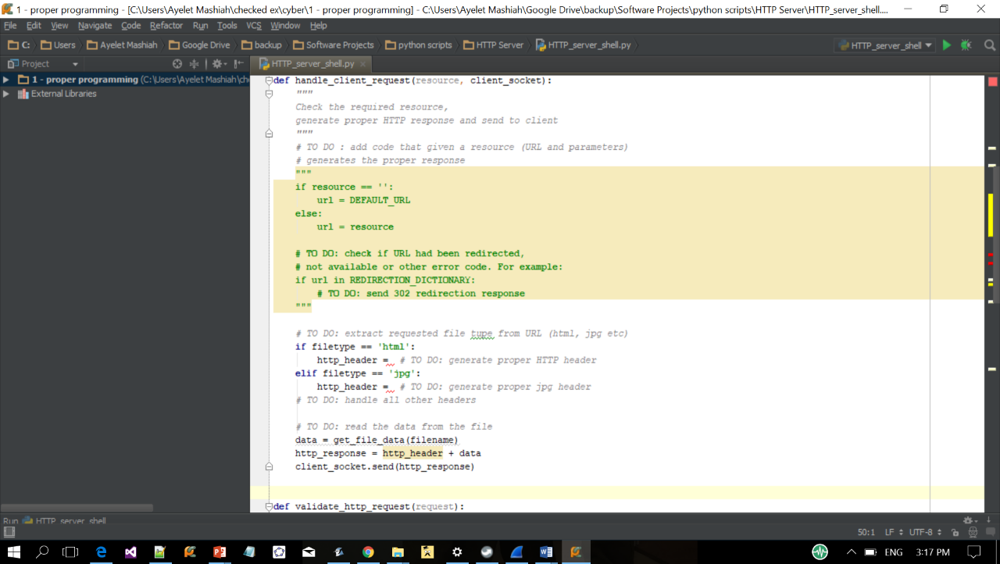 1 - proper programming - [C:\Users\Ayelet Mashiah\checked ex\cyber\1 - proper programming] - C:\Users\Ayelet Mashiah\Google Drive\backup\Software Projects\python scripts\HTTP Server\HTTP_server_shell....
File Edit View Navigate Code Refactor Run Tools VCS Window Help
C: Users Ayelet Mashiah Google Drive backup Software Projects python scripts HTTP Server HTTP_server_shell.py HTTP_server_shell
Project HTTP_server_shell.py
1 - proper programming (C:\Users\Ayelet Mashiah\ch
External Libraries
def handle_client_request(resource, client_socket):
"""
Check the required resource,
generate proper HTTP response and send to client
"""
# TO DO : add code that given a resource (URL and parameters)
# generates the proper response
"""
if resource == '':
url = DEFAULT_URL
else:
url = resource
# TO DO: check if URL had been redirected,
# not available or other error code. For example:
if url in REDIRECTION_DICTIONARY:
# TO DO: send 302 redirection response
"""
# TO DO: extract requested file tupe from URL (html, jpg etc)
if filetype == 'html':
http_header = # TO DO: generate proper HTTP header
elif filetype == 'jpg':
http_header = # TO DO: generate proper jpg header
# TO DO: handle all other headers
# TO DO: read the data from the file
data = get_file_data(filename)
http_response = http_header + data
client_socket.send(http_response)
def validate_http_request(request):
Run HTTP_server_shell
50:1 LF UTF-8
ENG 3:17 PM